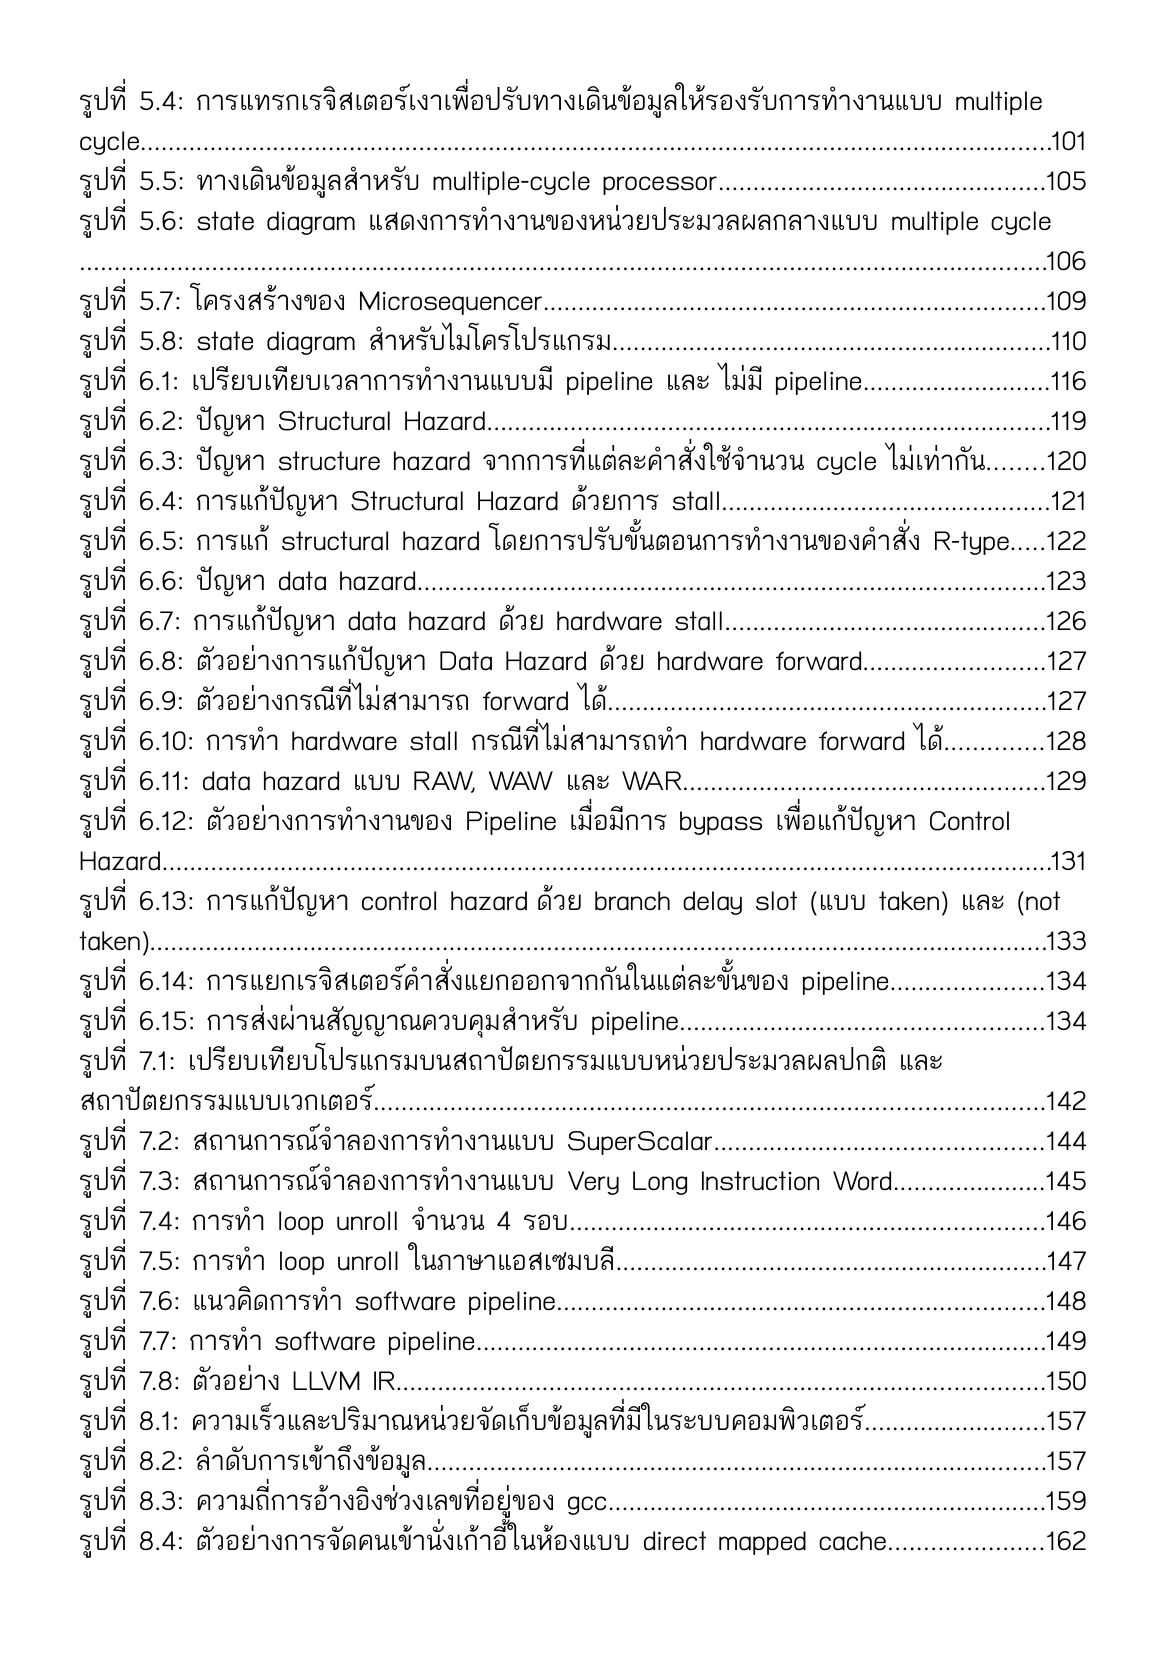 รูปที่ 5.4: การแทรกเรจิสเตอร์เงาเพื่อปรับทางเดินข้อมูลให้รองรับการทำงานแบบ multiple
cycle....................................................................................................................................101
รูปที่ 5.5: ทางเดินข้อมูลสำหรับ multiple-cycle processor...............................................105
รูปที่ 5.6: state diagram แสดงการทำงานของหน่วยประมวลผลกลางแบบ multiple cycle
............................................................................................................................................106
รูปที่ 5.7: โครงสร้างของ Microsequencer.........................................................................109
รูปที่ 5.8: state diagram สำหรับไมโครโปรแกรม...............................................................110
รูปที่ 6.1: เปรียบเทียบเวลาการทำงานแบบมี pipeline และ ไม่มี pipeline...........................116
รูปที่ 6.2: ปัญหา Structural Hazard.................................................................................119
รูปที่ 6.3: ปัญหา structure hazard จากการที่แต่ละคำสั่งใช้จำนวน cycle ไม่เท่ากัน........120
รูปที่ 6.4: การแก้ปัญหา Structural Hazard ด้วยการ stall...............................................121
รูปที่ 6.5: การแก้ structural hazard โดยการปรับขั้นตอนการทำงานของคำสั่ง R-type.....122
รูปที่ 6.6: ปัญหา data hazard...........................................................................................123
รูปที่ 6.7: การแก้ปัญหา data hazard ด้วย hardware stall..............................................126
รูปที่ 6.8: ตัวอย่างการแก้ปัญหา Data Hazard ด้วย hardware forward..........................127
รูปที่ 6.9: ตัวอย่างกรณีที่ไม่สามารถ forward ได้...............................................................127
รูปที่ 6.10: การทำ hardware stall กรณีที่ไม่สามารถทำ hardware forward ได้..............128
รูปที่ 6.11: data hazard แบบ RAW, WAW และ WAR....................................................129
รูปที่ 6.12: ตัวอย่างการทำงานของ Pipeline เมื่อมีการ bypass เพื่อแก้ปัญหา Control
Hazard.................................................................................................................................131
รูปที่ 6.13: การแก้ปัญหา control hazard ด้วย branch delay slot (แบบ taken) และ (not
taken)..................................................................................................................................133
รูปที่ 6.14: การแยกเรจิสเตอร์คำสั่งแยกออกจากกันในแต่ละขั้นของ pipeline......................134
รูปที่ 6.15: การส่งผ่านสัญญาณควบคุมสำหรับ pipeline.....................................................134
รูปที่ 7.1: เปรียบเทียบโปรแกรมบนสถาปัตยกรรมแบบหน่วยประมวลผลปกติ และ
สถาปัตยกรรมแบบเวกเตอร์.................................................................................................142
รูปที่ 7.2: สถานการณ์จำลองการทำงานแบบ SuperScalar................................................144
รูปที่ 7.3: สถานการณ์จำลองการทำงานแบบ Very Long Instruction Word......................145
รูปที่ 7.4: การทำ loop unroll จำนวน 4 รอบ.....................................................................146
รูปที่ 7.5: การทำ loop unroll ในภาษาแอสเซมบลี..............................................................147
รูปที่ 7.6: แนวคิดการทำ software pipeline.......................................................................148
รูปที่ 7.7: การทำ software pipeline..................................................................................149
รูปที่ 7.8: ตัวอย่าง LLVM IR..............................................................................................150
รูปที่ 8.1: ความเร็วและปริมาณหน่วยจัดเก็บข้อมูลที่มีในระบบคอมพิวเตอร์..........................157
รูปที่ 8.2: ลำดับการเข้าถึงข้อมูล.........................................................................................157
รูปที่ 8.3: ความถี่การอ้างอิงช่วงเลขที่อยู่ของ gcc...............................................................159
รูปที่ 8.4: ตัวอย่างการจัดคนเข้านั่งเก้าอี้ในห้องแบบ direct mapped cache......................162